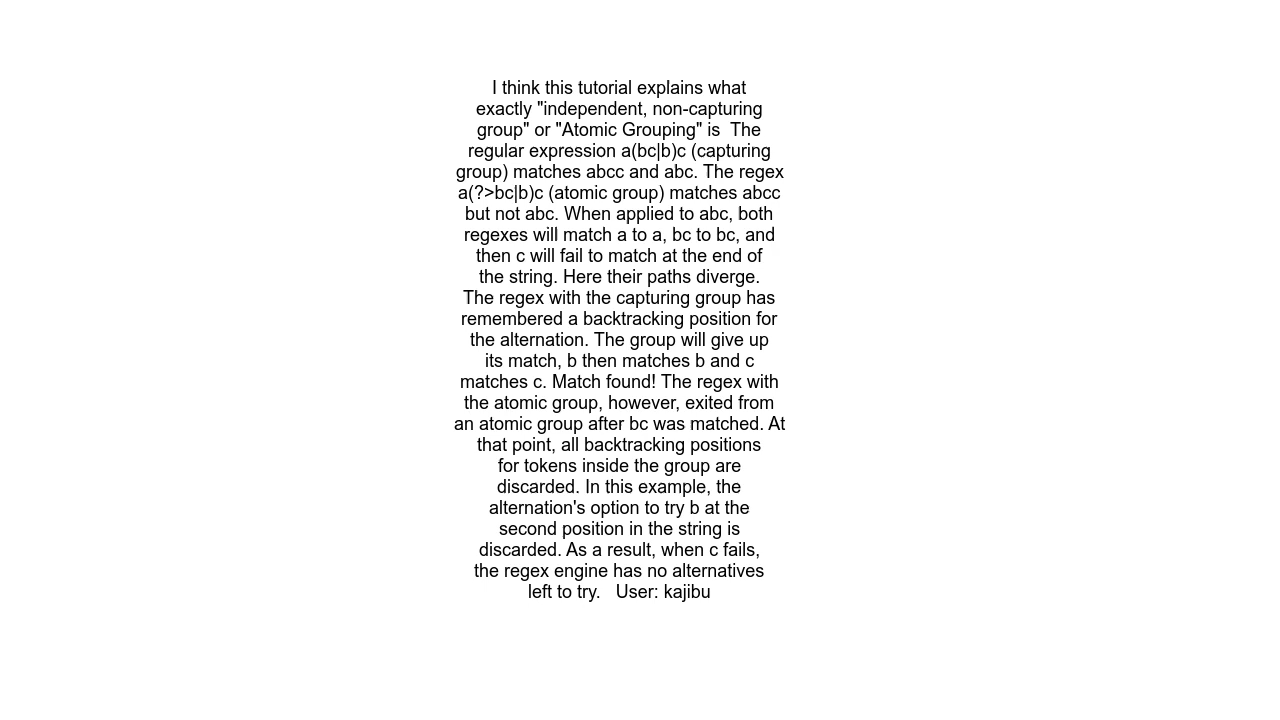 I think this tutorial explains what
exactly "independent, non-capturing
group" or "Atomic Grouping" is  The
regular expression a(bc|b)c (capturing
group) matches abcc and abc. The regex
a(?>bc|b)c (atomic group) matches abcc
but not abc. When applied to abc, both
regexes will match a to a, bc to bc, and
then c will fail to match at the end of
the string. Here their paths diverge.
The regex with the capturing group has
remembered a backtracking position for
the alternation. The group will give up
its match, b then matches b and c
matches c. Match found! The regex with
the atomic group, however, exited from
an atomic group after bc was matched. At
that point, all backtracking positions
for tokens inside the group are
discarded. In this example, the
alternation's option to try b at the
second position in the string is
discarded. As a result, when c fails,
the regex engine has no alternatives
left to try.   User: kajibu